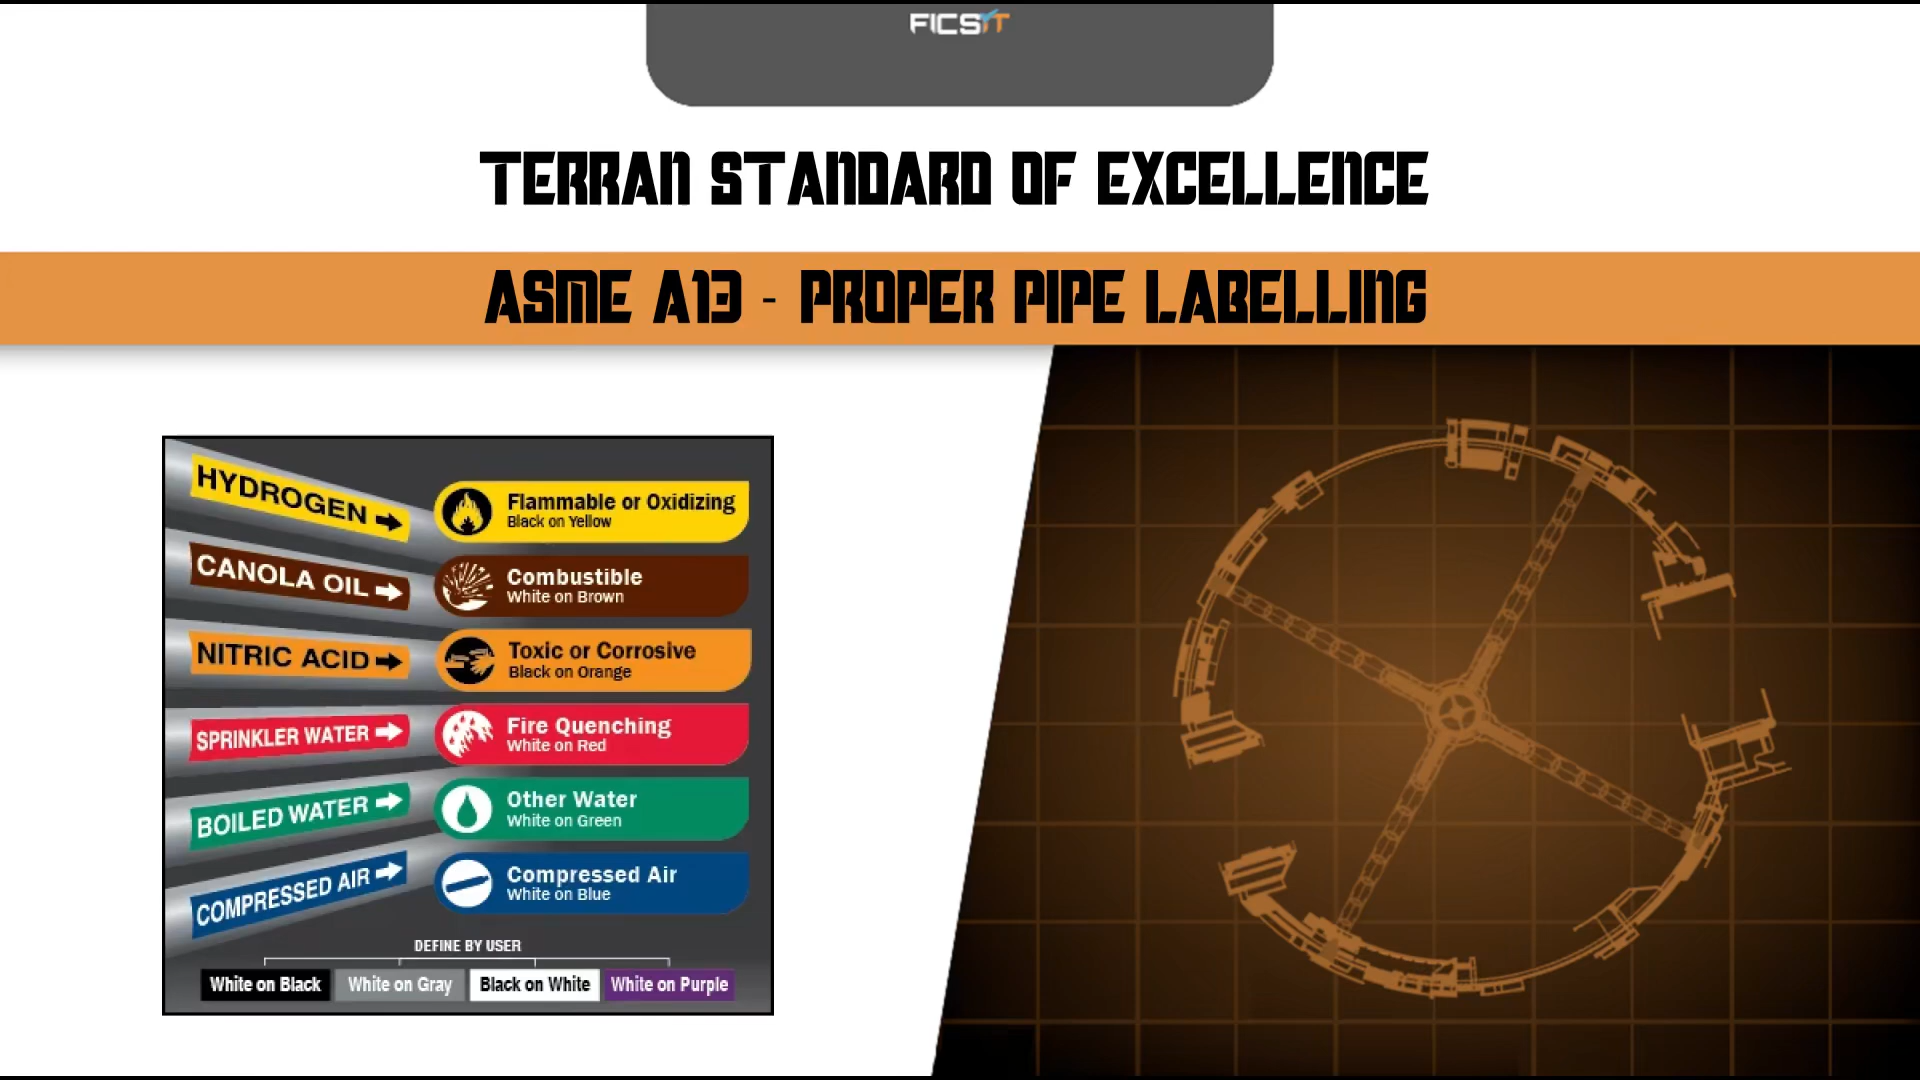 FICSIT
TERRAN STANDARD OF EXCELLENCE
ASME A13 - PROPER PIPE LABELLING
HYDROGEN
Flammable or Oxidizing
Black on Yellow
CANOLA OIL
Combustible
White on Brown
NITRIC ACID
Toxic or Corrosive
Black on Orange
SPRINKLER WATER
Fire Quenching
White on Red
BOILED WATER
Other Water
White on Green
COMPRESSED AIR
Compressed Air
White on Blue
DEFINE BY USER
White on Black
White on Gray
Black on White
White on Purple